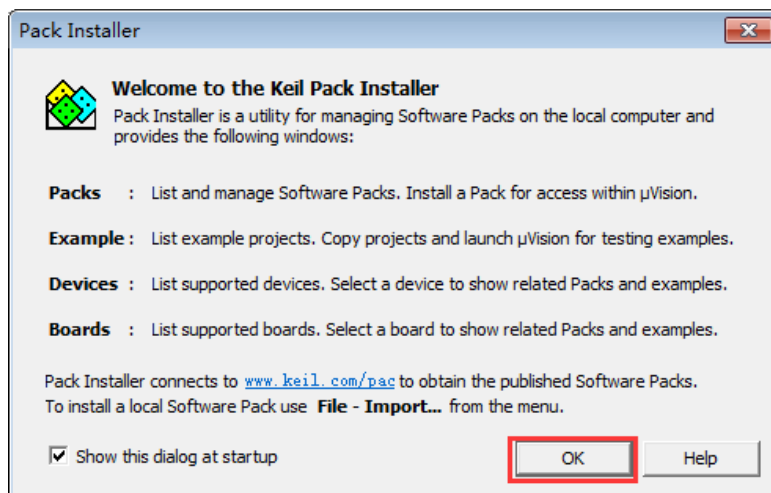 Pack Installer
Welcome to the Keil Pack Installer
Pack Installer is a utility for managing Software Packs on the local computer and
provides the following windows:
Packs : List and manage Software Packs. Install a Pack for access within µVision.
Example : List example projects. Copy projects and launch µVision for testing examples.
Devices : List supported devices. Select a device to show related Packs and examples.
Boards : List supported boards. Select a board to show related Packs and examples.
Pack Installer connects to www.keil.com/pac to obtain the published Software Packs.
To install a local Software Pack use File - Import... from the menu.
Show this dialog at startup OK Help